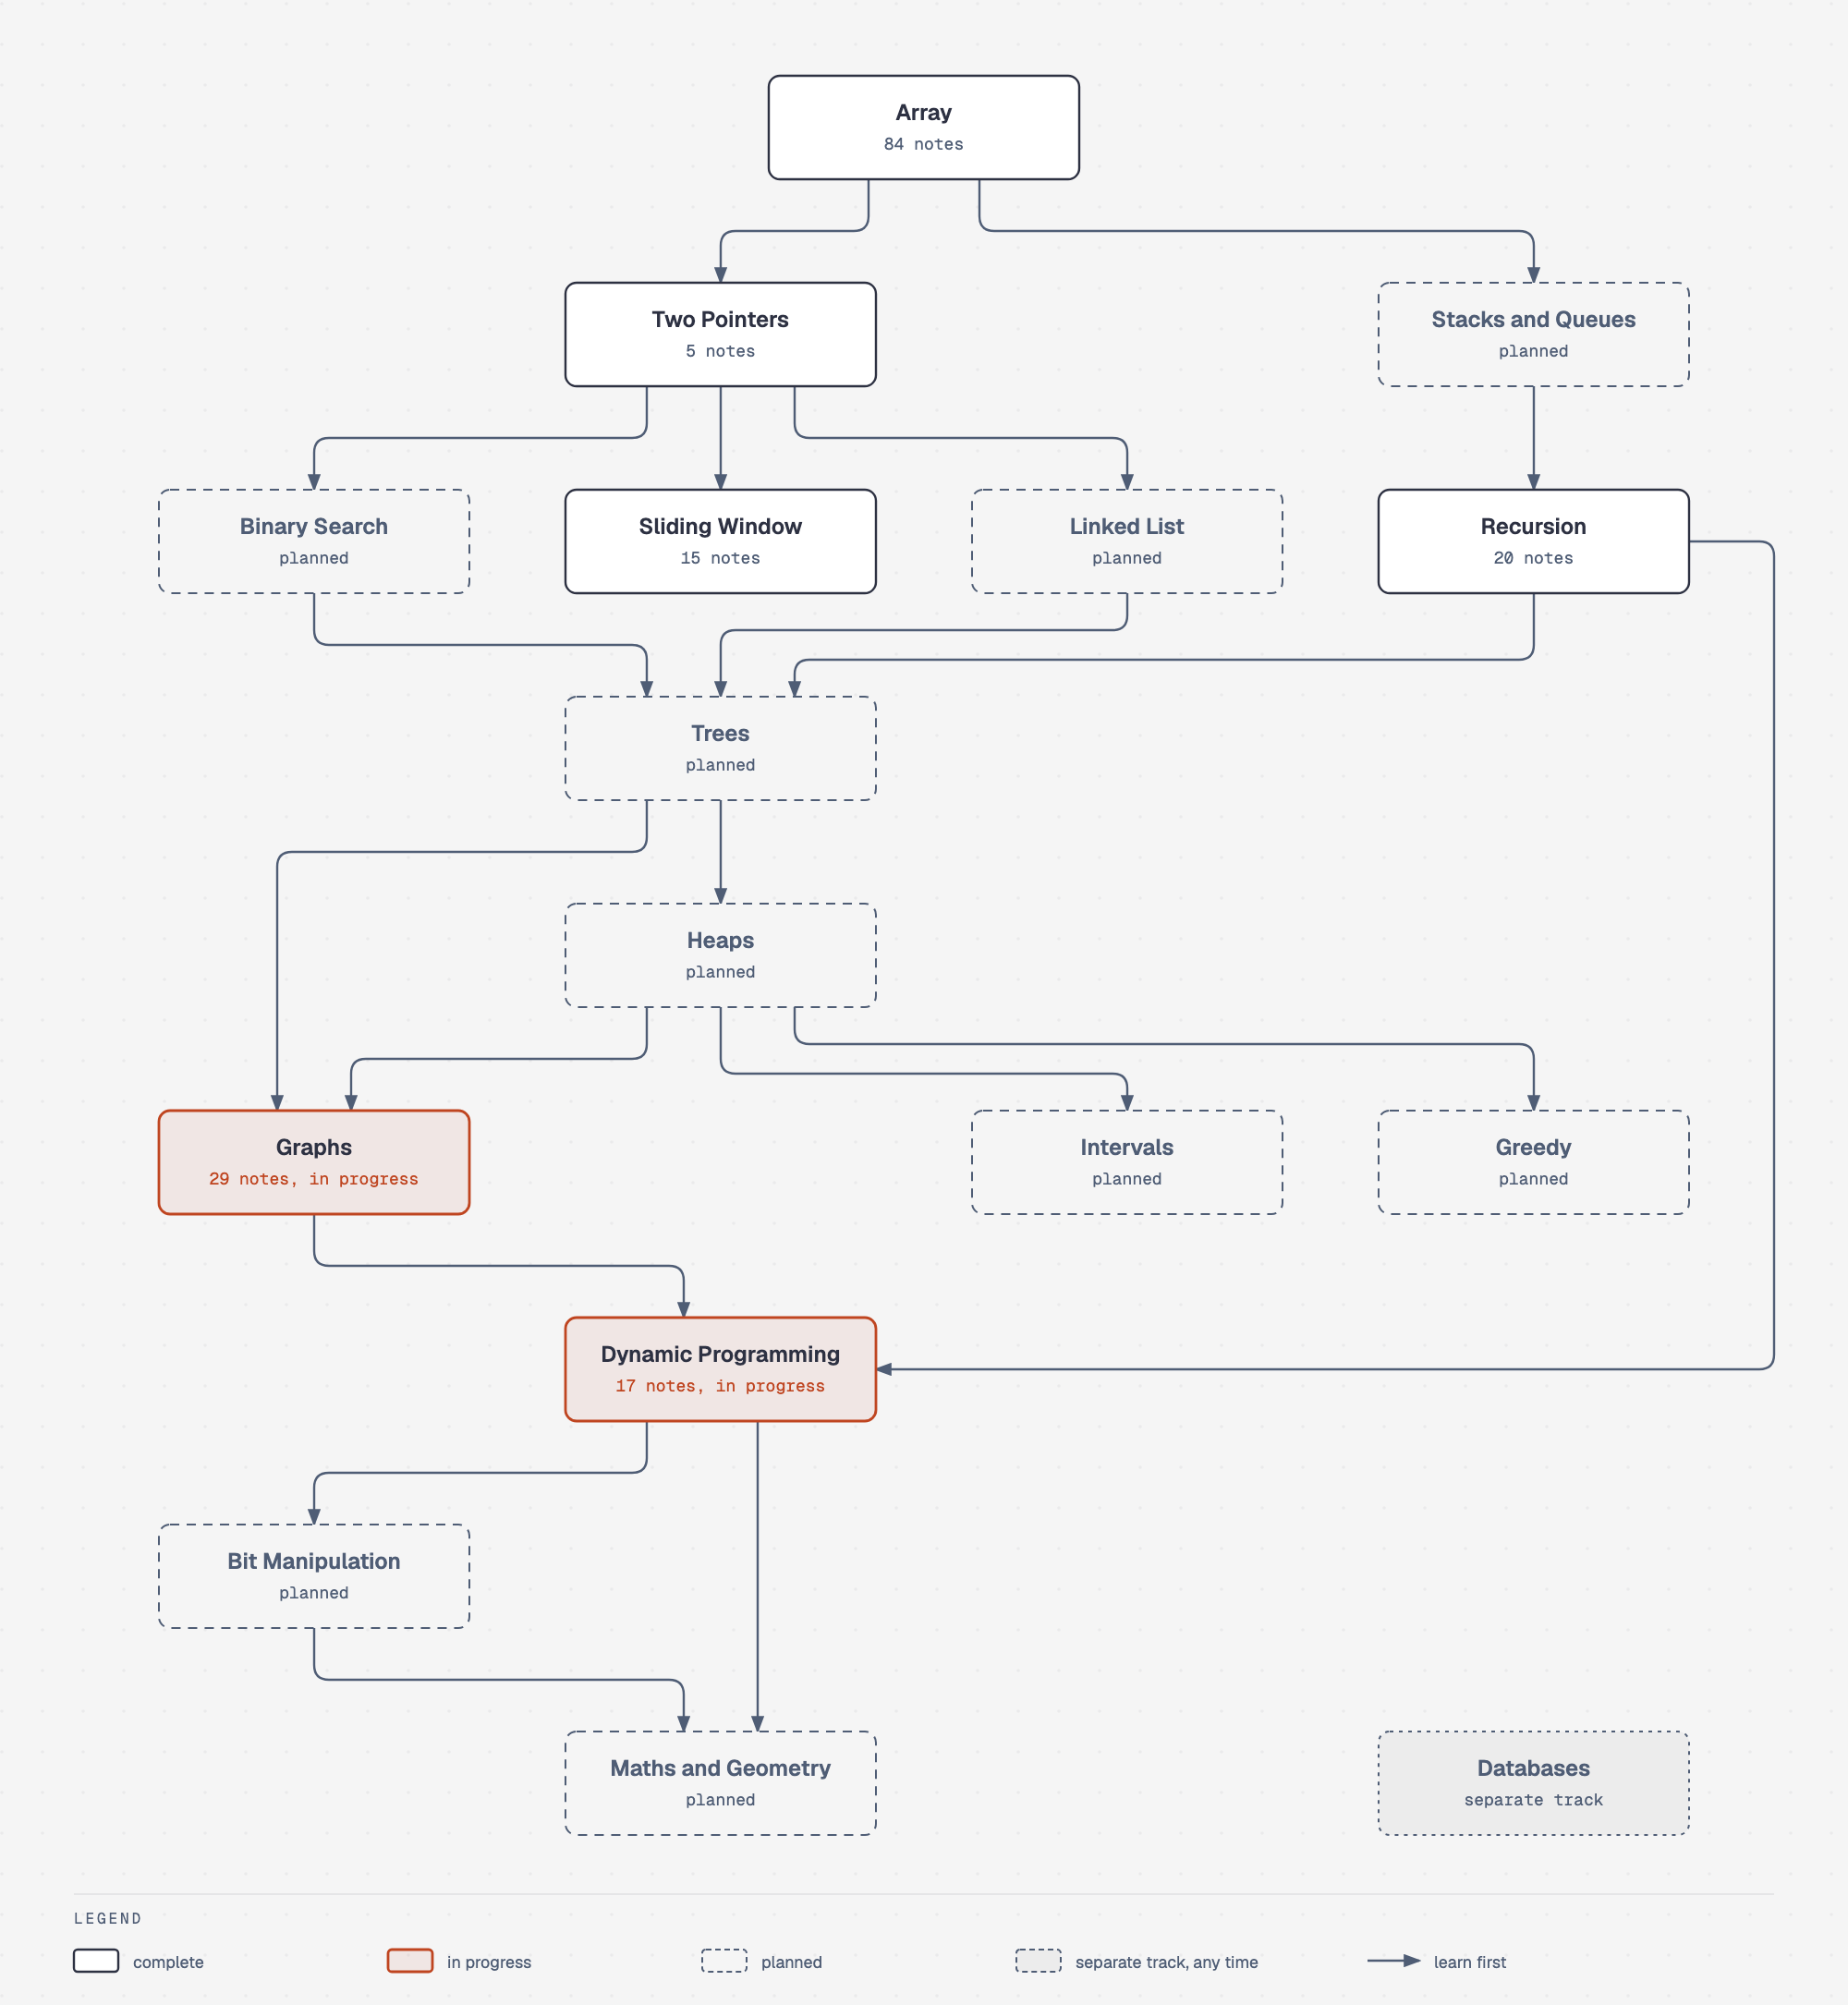 Array
84 notes
Two Pointers
5 notes
Stacks and Queues
planned
Binary Search
planned
Sliding Window
15 notes
Linked List
planned
Recursion
20 notes
Trees
planned
Heaps
planned
Graphs
29 notes, in progress
Intervals
planned
Greedy
planned
Dynamic Programming
17 notes, in progress
Bit Manipulation
planned
Maths and Geometry
planned
Databases
separate track
LEGEND
complete
in progress
planned
separate track, any time
learn first